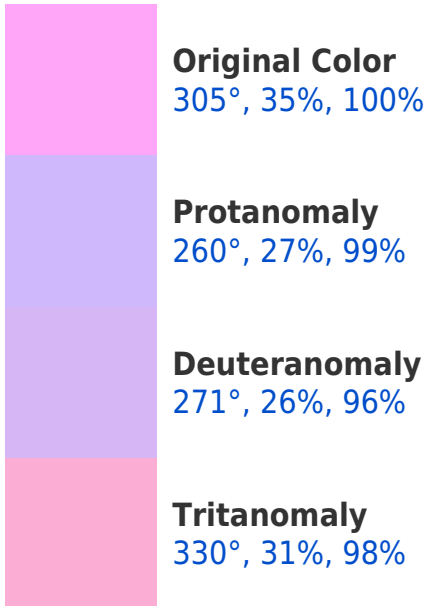 Original Color
305°, 35%, 100%
Protanomaly
260°, 27%, 99%
Deuteranomaly
271°, 26%, 96%
Tritanomaly
330°, 31%, 98%